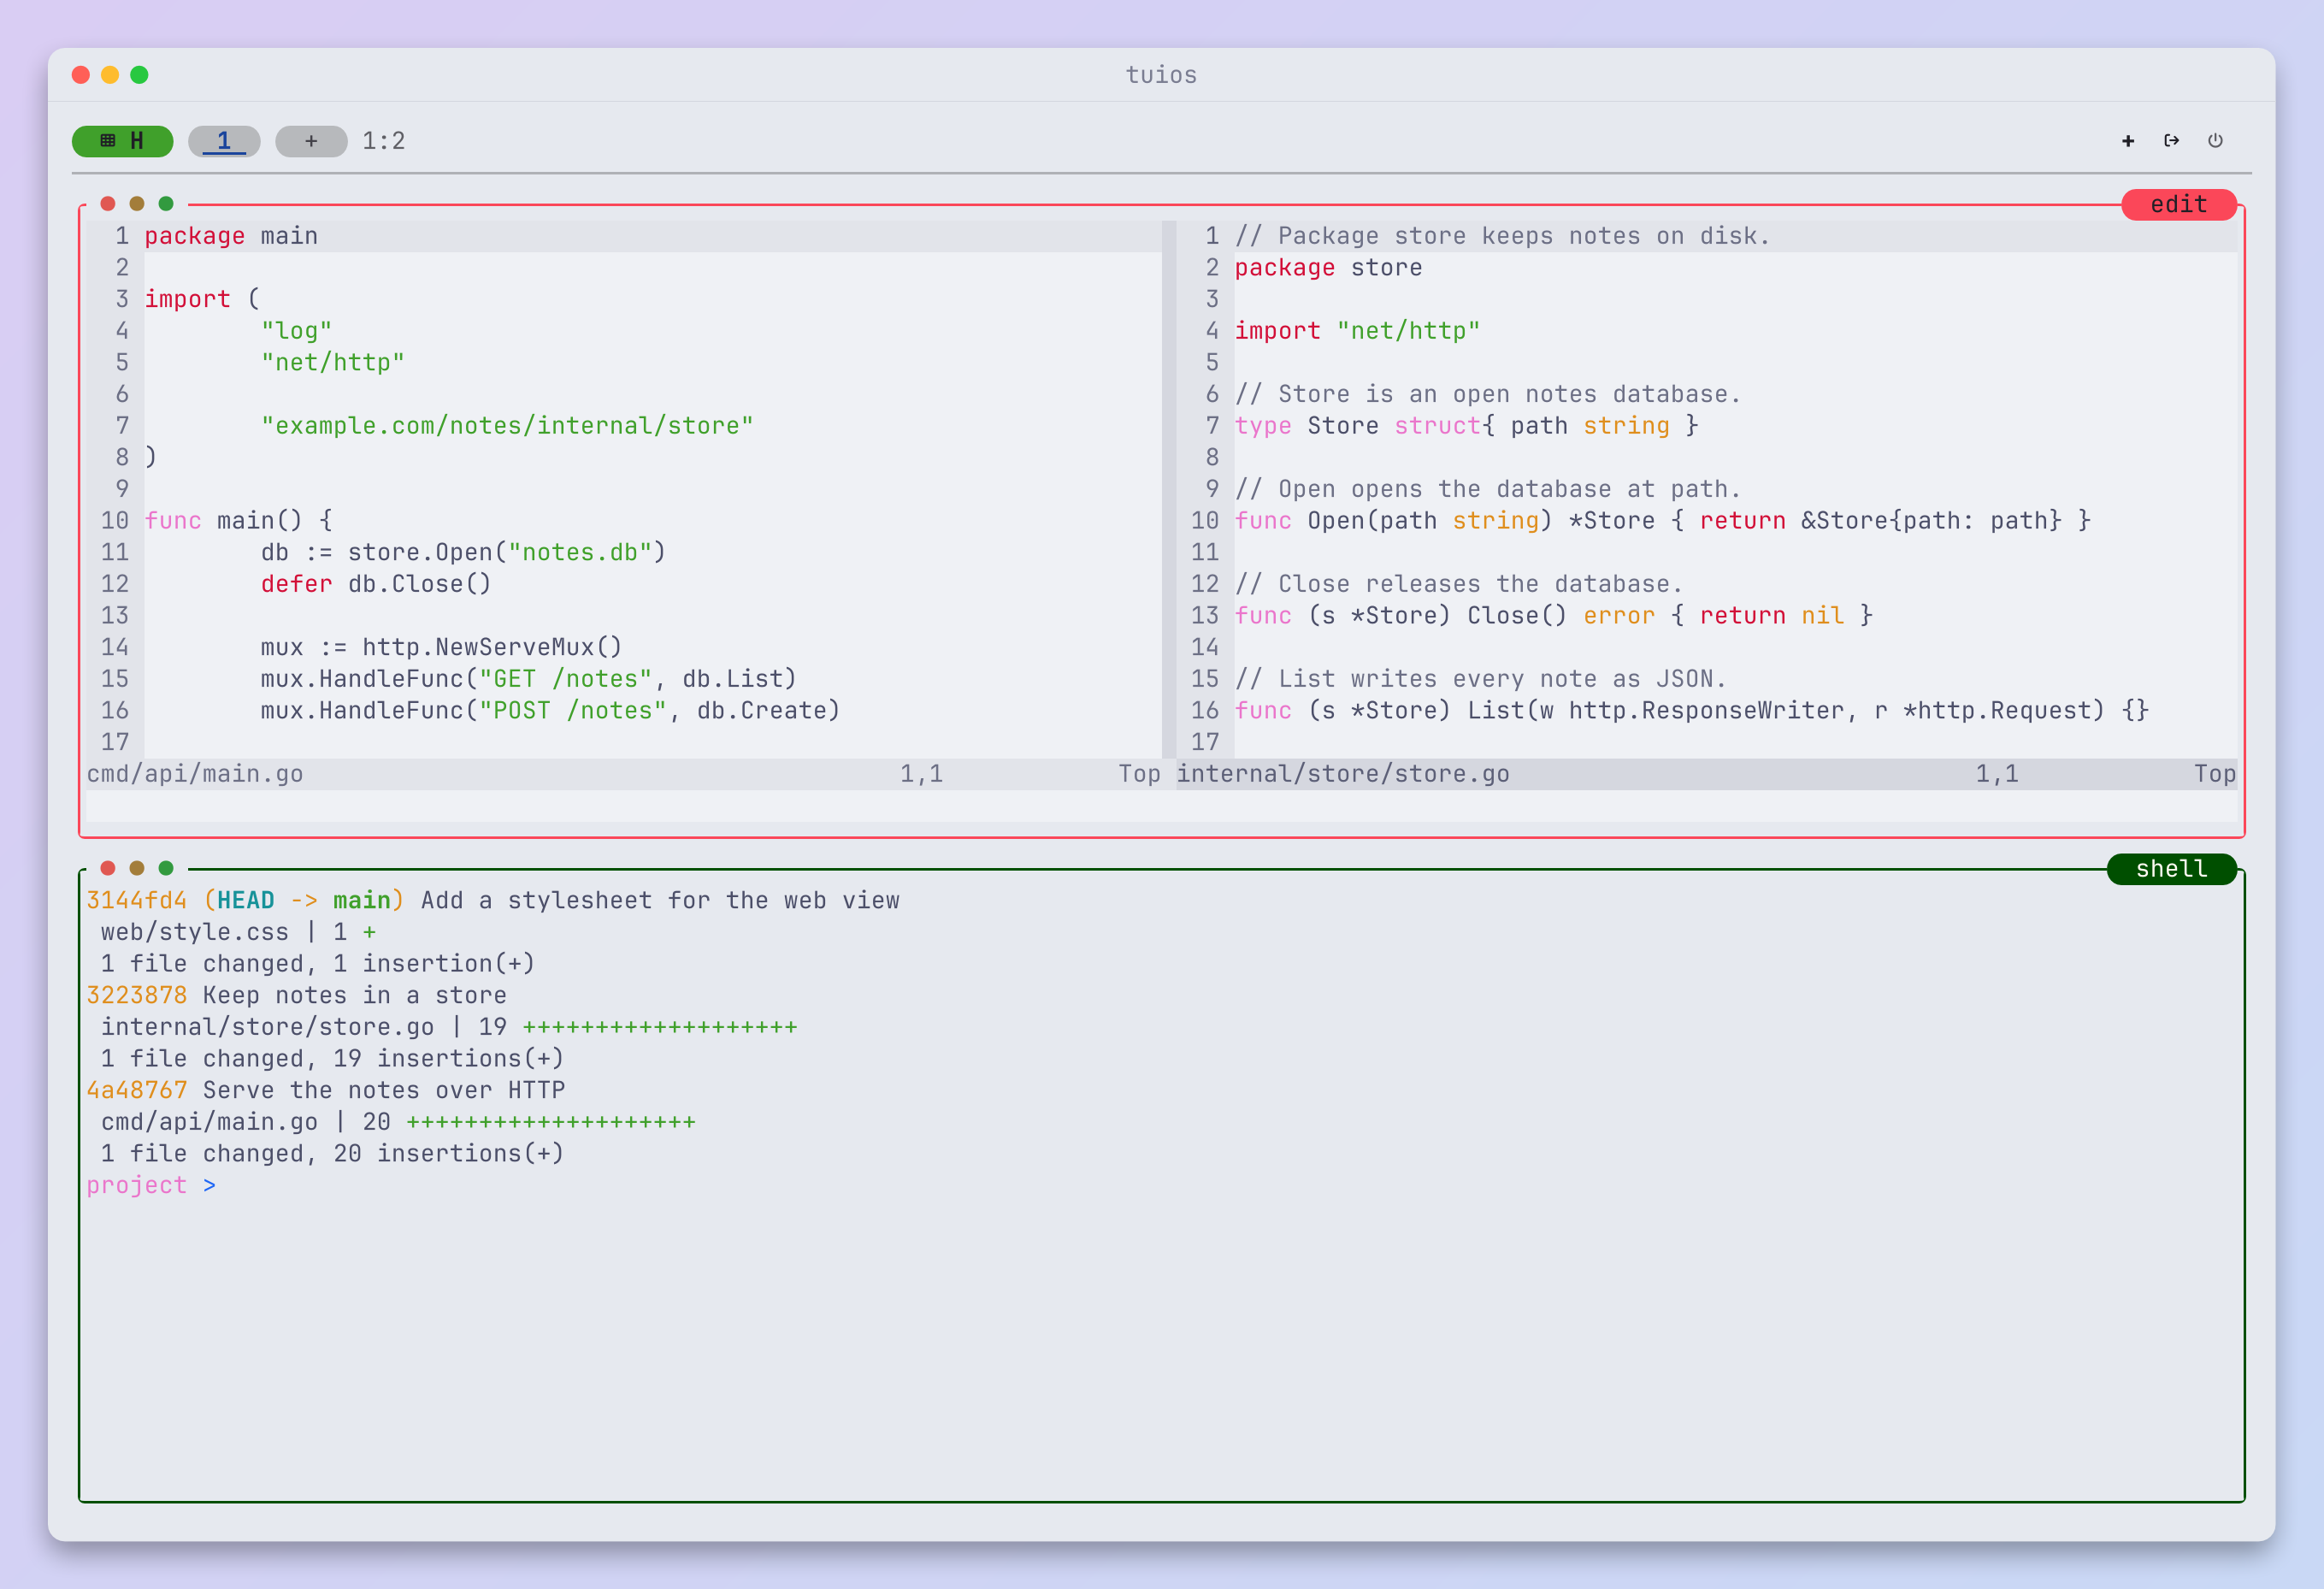 tuios
H 1 + 1:2
edit
1 package main
2
3 import (
4         "log"
5         "net/http"
6
7         "example.com/notes/internal/store"
8 )
9
10 func main() {
11         db := store.Open("notes.db")
12         defer db.Close()
13
14         mux := http.NewServeMux()
15         mux.HandleFunc("GET /notes", db.List)
16         mux.HandleFunc("POST /notes", db.Create)
17
cmd/api/main.go 1,1 Top
1 // Package store keeps notes on disk.
2 package store
3
4 import "net/http"
5
6 // Store is an open notes database.
7 type Store struct{ path string }
8
9 // Open opens the database at path.
10 func Open(path string) *Store { return &Store{path: path} }
11
12 // Close releases the database.
13 func (s *Store) Close() error { return nil }
14
15 // List writes every note as JSON.
16 func (s *Store) List(w http.ResponseWriter, r *http.Request) {}
17
internal/store/store.go 1,1 Top
shell
3144fd4 (HEAD -> main) Add a stylesheet for the web view
 web/style.css | 1 +
 1 file changed, 1 insertion(+)
3223878 Keep notes in a store
 internal/store/store.go | 19 +++++++++++++++++++
 1 file changed, 19 insertions(+)
4a48767 Serve the notes over HTTP
 cmd/api/main.go | 20 ++++++++++++++++++++
 1 file changed, 20 insertions(+)
project >